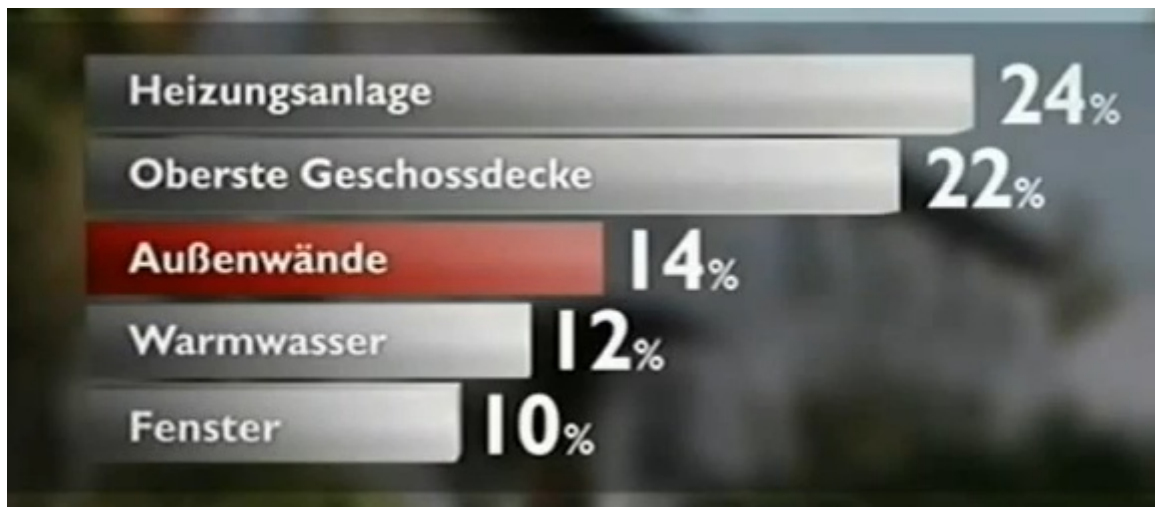 Heizungsanlage 24%
Oberste Geschossdecke 22%
Außenwände 14%
Warmwasser 12%
Fenster 10%